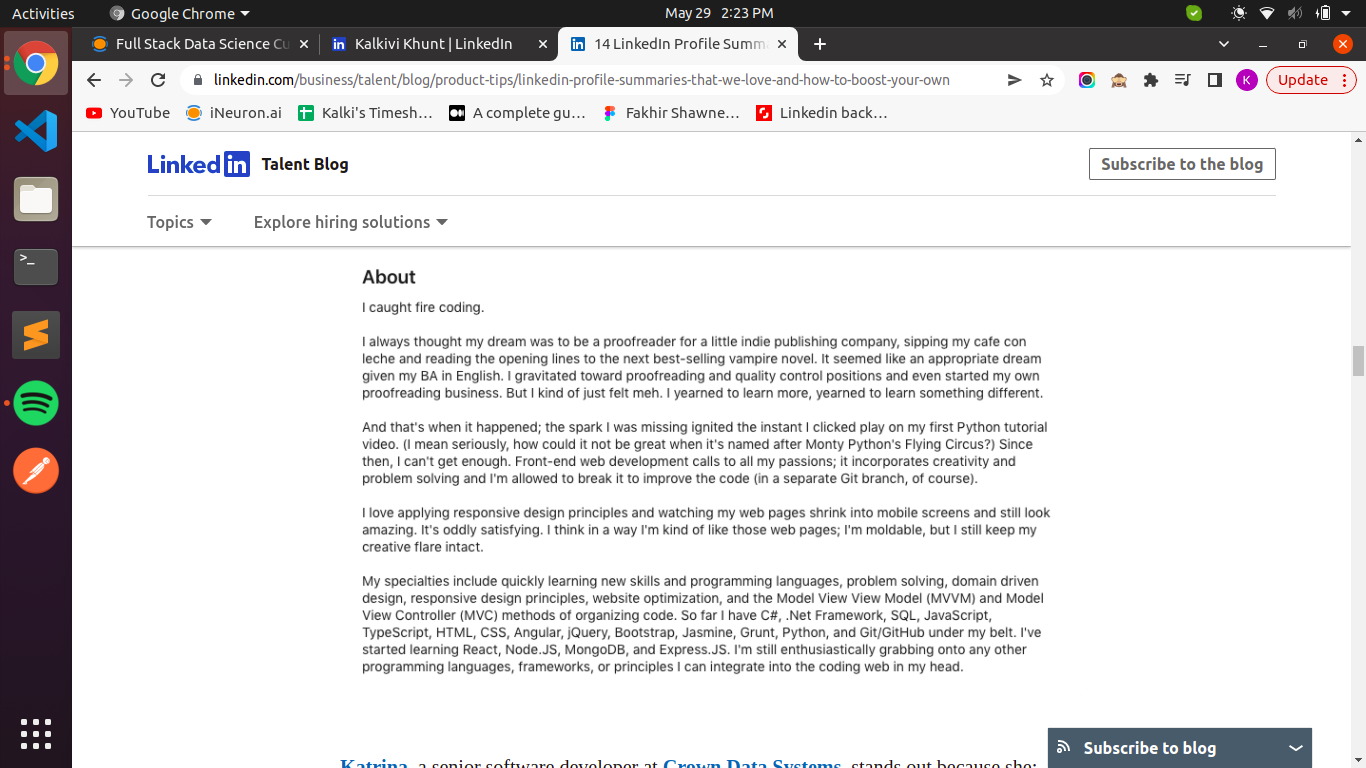 Activities
Google Chrome
May 29 2:23 PM
Full Stack Data Science Cu
Kalkivi Khunt | LinkedIn
14 LinkedIn Profile Summa
linkedin.com/business/talent/blog/product-tips/linkedin-profile-summaries-that-we-love-and-how-to-boost-your-own
K
Update
YouTube
iNeuron.ai
Kalki's Timesh...
A complete gu...
Fakhir Shawne...
Linkedin back...
Linked in Talent Blog
Subscribe to the blog
Topics
Explore hiring solutions
About
I caught fire coding.
I always thought my dream was to be a proofreader for a little indie publishing company, sipping my cafe con
leche and reading the opening lines to the next best-selling vampire novel. It seemed like an appropriate dream
given my BA in English. I gravitated toward proofreading and quality control positions and even started my own
proofreading business. But I kind of just felt meh. I yearned to learn more, yearned to learn something different.
And that's when it happened; the spark I was missing ignited the instant I clicked play on my first Python tutorial
video. (I mean seriously, how could it not be great when it's named after Monty Python's Flying Circus?) Since
then, I can't get enough. Front-end web development calls to all my passions; it incorporates creativity and
problem solving and I'm allowed to break it to improve the code (in a separate Git branch, of course).
I love applying responsive design principles and watching my web pages shrink into mobile screens and still look
amazing. It's oddly satisfying. I think in a way I'm kind of like those web pages; I'm moldable, but I still keep my
creative flare intact.
My specialties include quickly learning new skills and programming languages, problem solving, domain driven
design, responsive design principles, website optimization, and the Model View View Model (MVVM) and Model
View Controller (MVC) methods of organizing code. So far I have C#, .Net Framework, SQL, JavaScript,
TypeScript, HTML, CSS, Angular, jQuery, Bootstrap, Jasmine, Grunt, Python, and Git/GitHub under my belt. I've
started learning React, Node.JS, MongoDB, and Express.JS. I'm still enthusiastically grabbing onto any other
programming languages, frameworks, or principles I can integrate into the coding web in my head.
Katrina, a senior software developer at Crown Data Systems, stands out because she:
Subscribe to blog